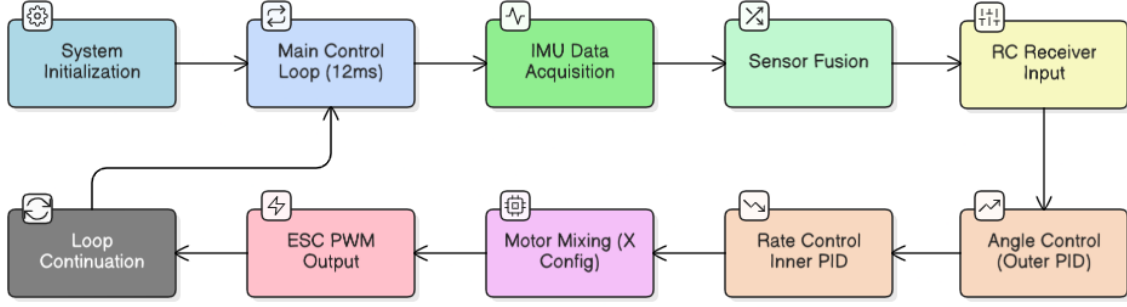 System
Initialization
Main Control
Loop (12ms)
IMU Data
Acquisition
Sensor Fusion
RC Receiver
Input
Loop
Continuation
ESC PWM
Output
Motor Mixing (X
Config)
Rate Control
Inner PID
Angle Control
(Outer PID)